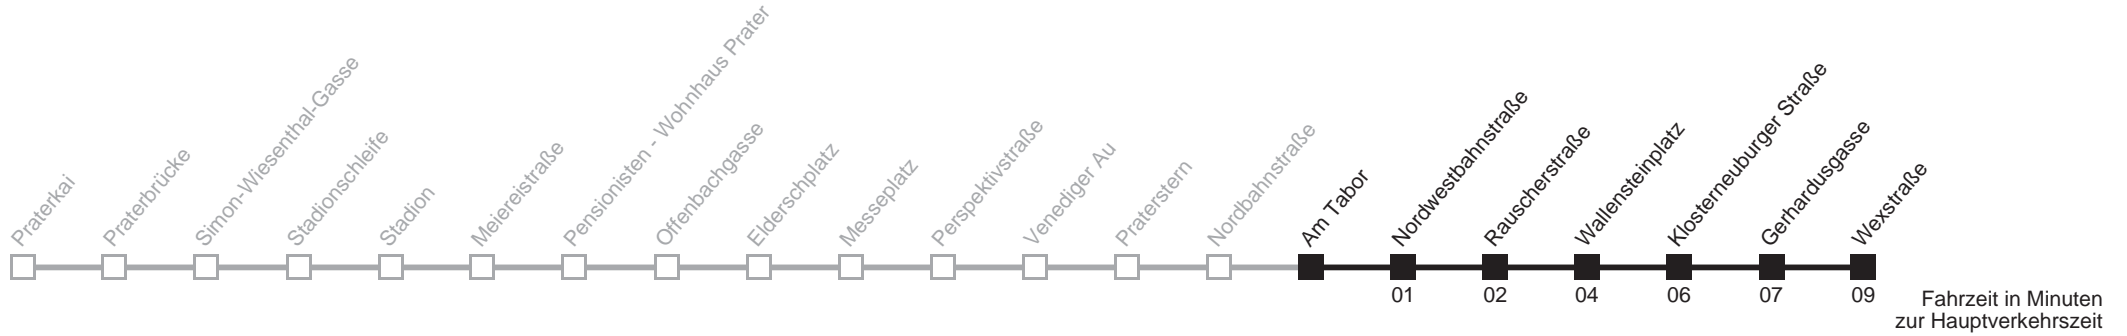 Praterkai
Praterbrücke
Simon-Wiesenthal-Gasse
Stadionschleife
Stadion
Meiereistraße
Pensionisten - Wohnhaus Prater
Offenbachgasse
Elderschplatz
Messeplatz
Perspektivstraße
Venediger Au
Praterstern
Nordbahnstraße
Am Tabor
Nordwestbahnstraße
Rauscherstraße
Wallensteinplatz
Klosterneuburger Straße
Gerhardusgasse
Wexstraße
01 02 04 06 07 09
Fahrzeit in Minuten
zur Hauptverkehrszeit